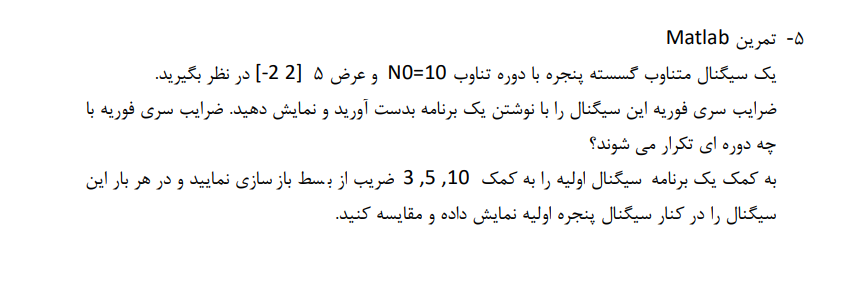 ۵- تمرین Matlab
یک سیگنال متناوب گسسته پنجره با دوره تناوب N0=10 و عرض ۵ [-2 2] در نظر بگیرید.
ضرایب سری فوریه این سیگنال را با نوشتن یک برنامه بدست آورید و نمایش دهید. ضرایب سری فوریه با
چه دوره ای تکرار می شوند؟
به کمک یک برنامه سیگنال اولیه را به کمک 3 ,5 ,10 ضریب از بسط باز سازی نمایید و در هر بار این
سیگنال را در کنار سیگنال پنجره اولیه نمایش داده و مقایسه کنید.